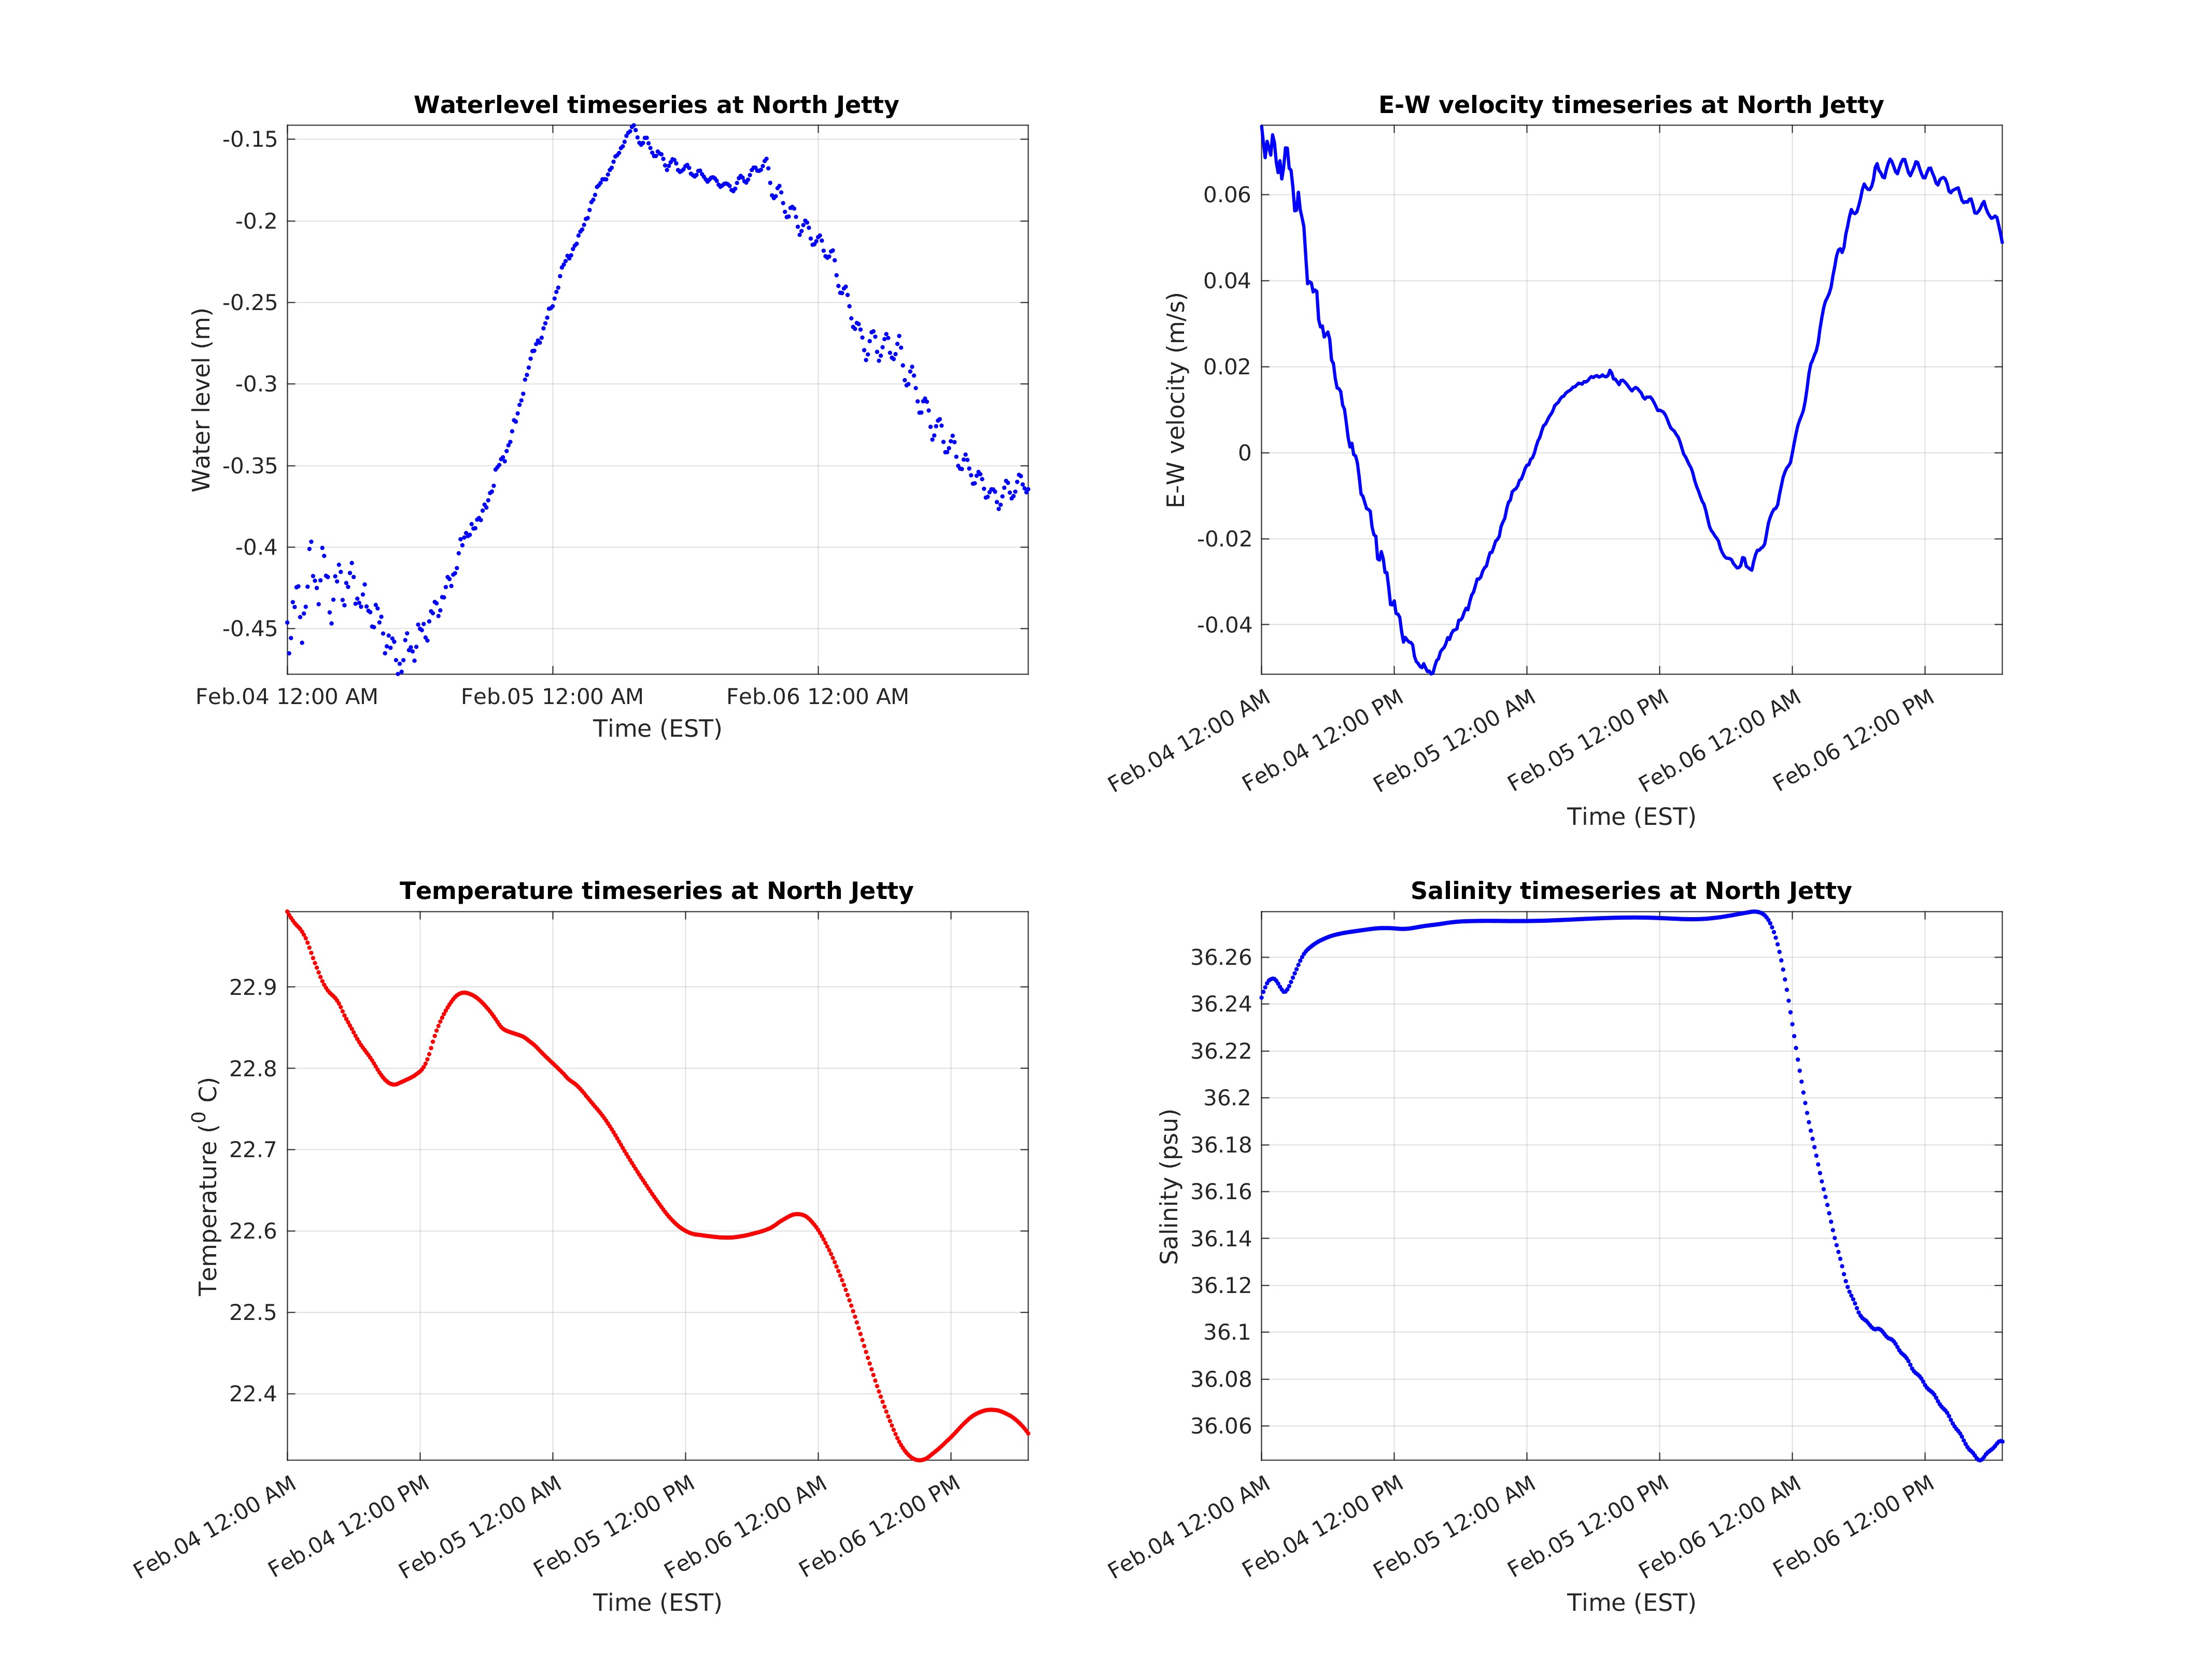 Waterlevel timeseries at North Jetty
-0.15
-0.2
-0.25
-0.3
-0.35
-0.4
-0.45
Water level (m)
Feb.04 12:00 AM Feb.05 12:00 AM Feb.06 12:00 AM
Time (EST)
E-W velocity timeseries at North Jetty
0.06
0.04
0.02
0
-0.02
-0.04
E-W velocity (m/s)
Feb.04 12:00 AM Feb.04 12:00 PM Feb.05 12:00 AM Feb.05 12:00 PM Feb.06 12:00 AM Feb.06 12:00 PM
Time (EST)
Temperature timeseries at North Jetty
22.9
22.8
22.7
22.6
22.5
22.4
Temperature (⁰ C)
Feb.04 12:00 AM Feb.04 12:00 PM Feb.05 12:00 AM Feb.05 12:00 PM Feb.06 12:00 AM Feb.06 12:00 PM
Time (EST)
Salinity timeseries at North Jetty
36.26
36.24
36.22
36.2
36.18
36.16
36.14
36.12
36.1
36.08
36.06
Salinity (psu)
Feb.04 12:00 AM Feb.04 12:00 PM Feb.05 12:00 AM Feb.05 12:00 PM Feb.06 12:00 AM Feb.06 12:00 PM
Time (EST)